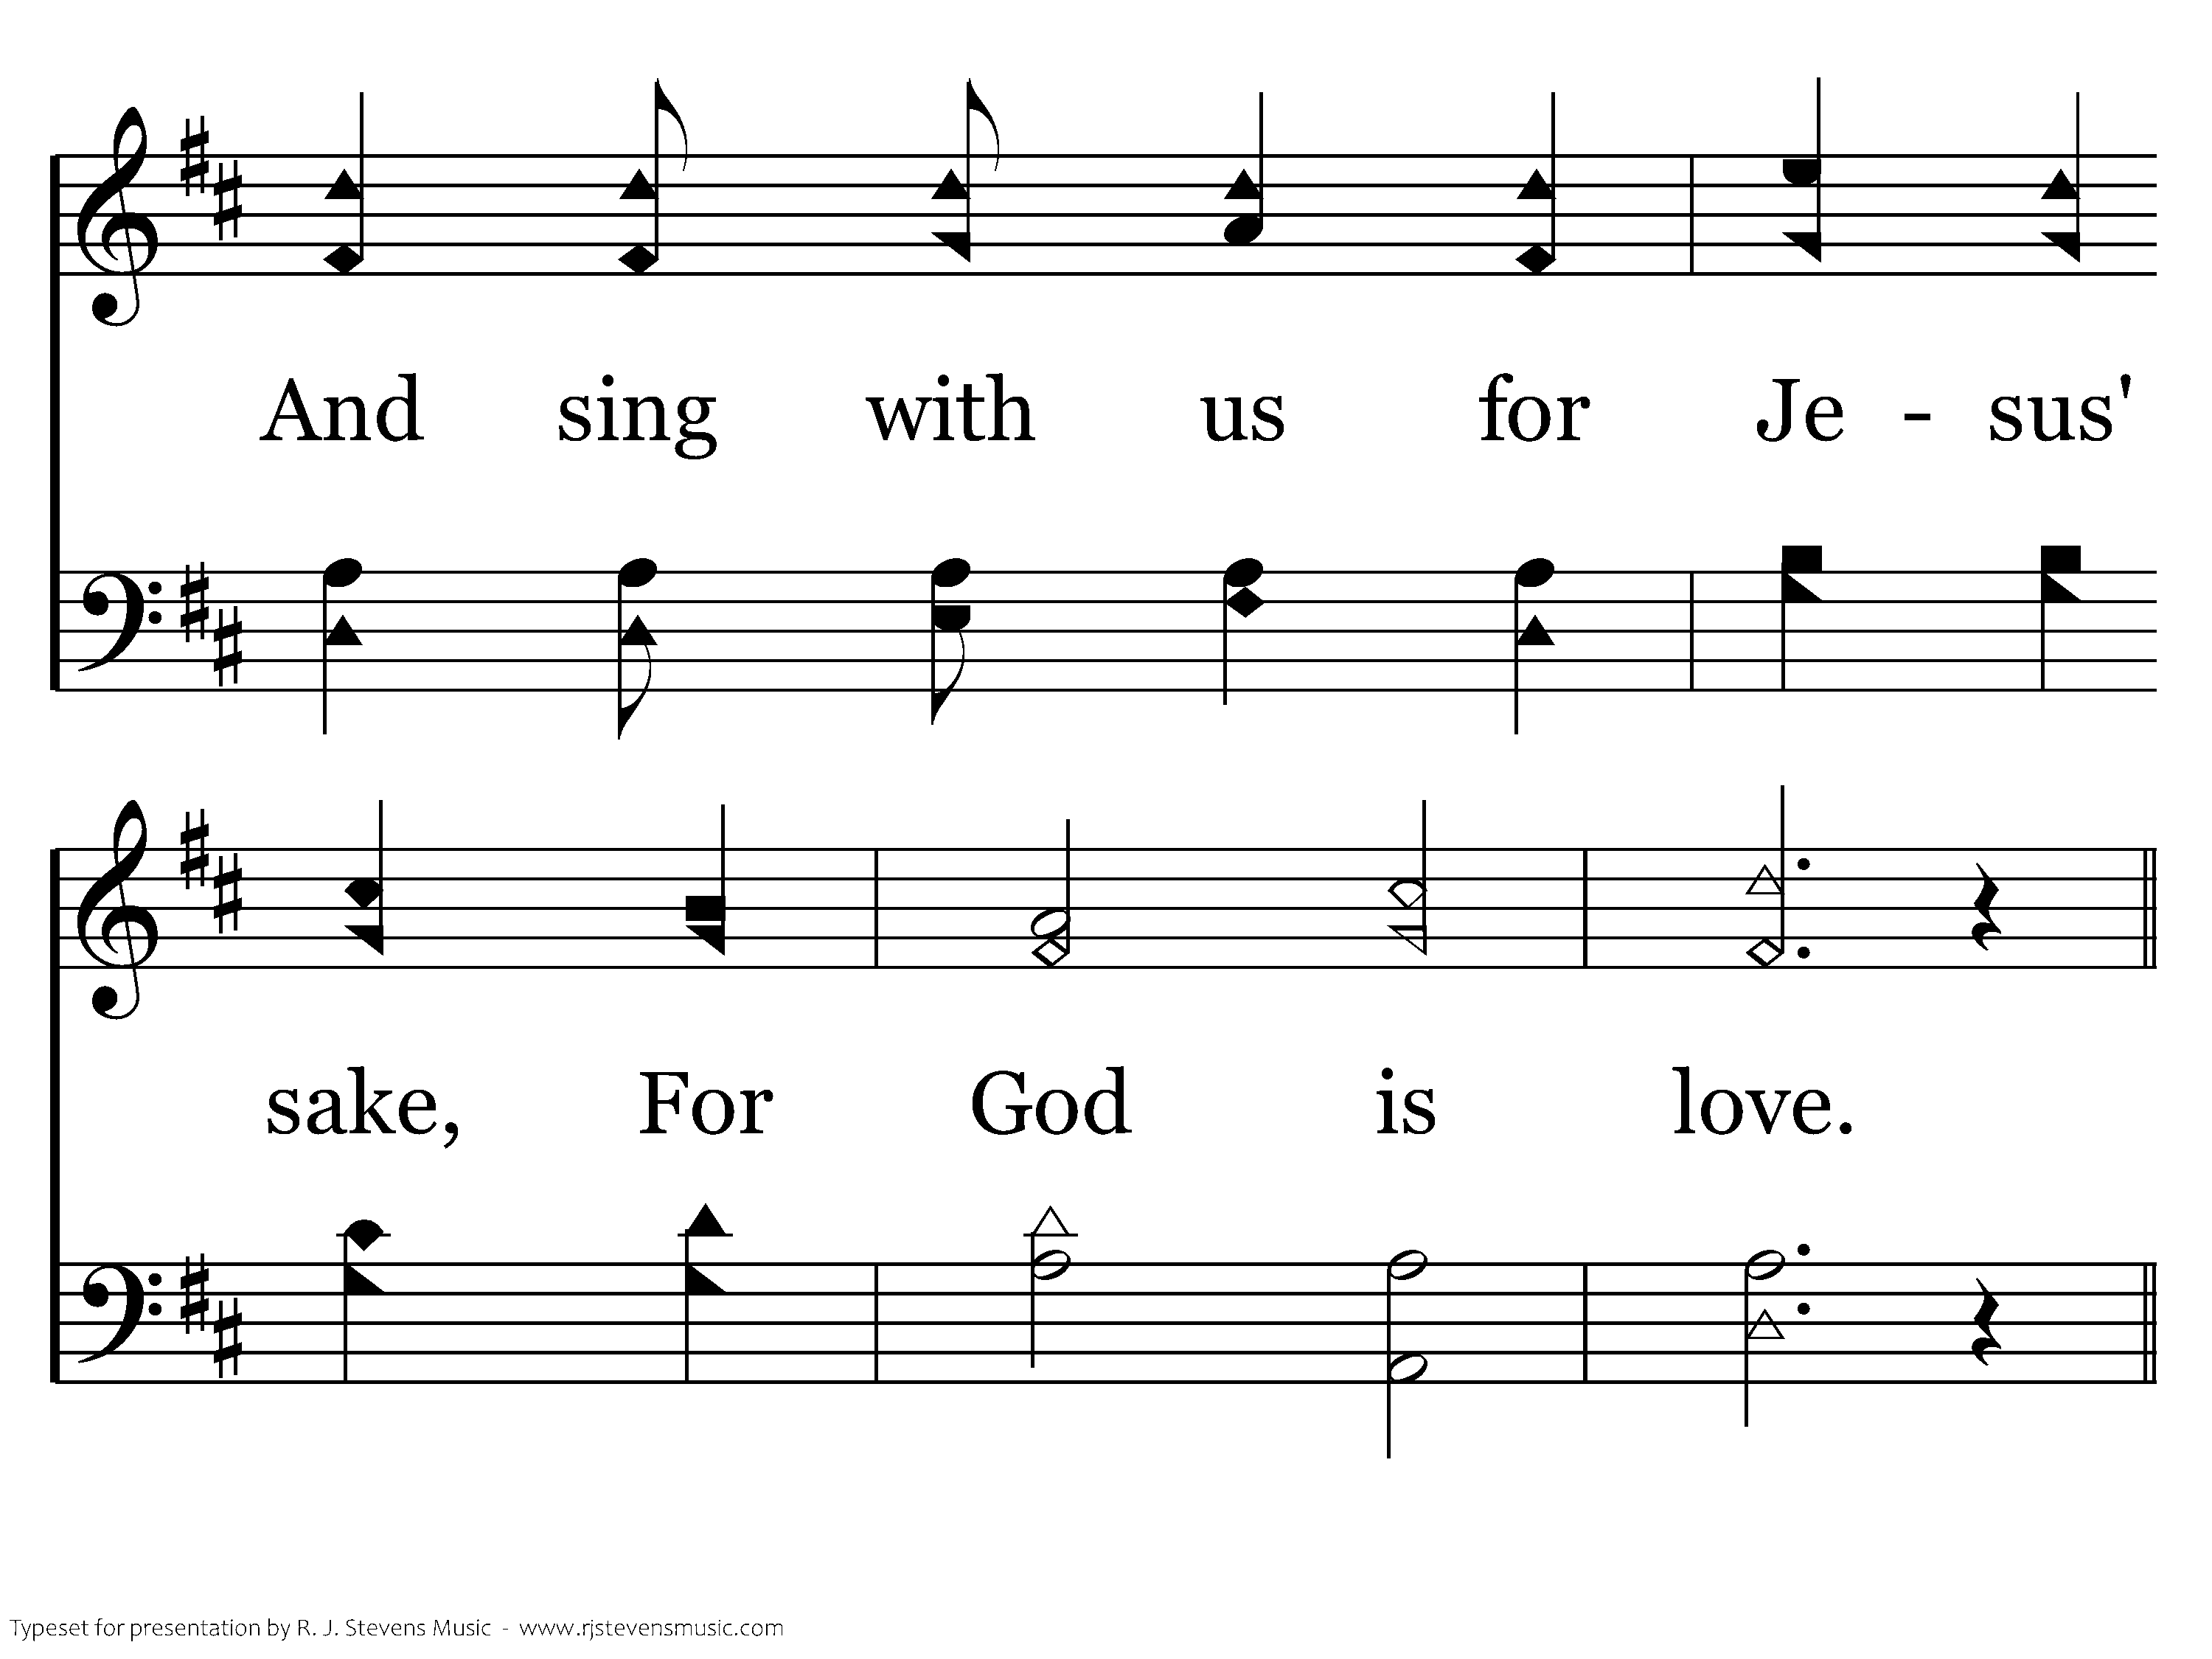 And sing with us for Je - sus'
sake, For God is love.
Typeset for presentation by R. J. Stevens Music - www.rjstevensmusic.com